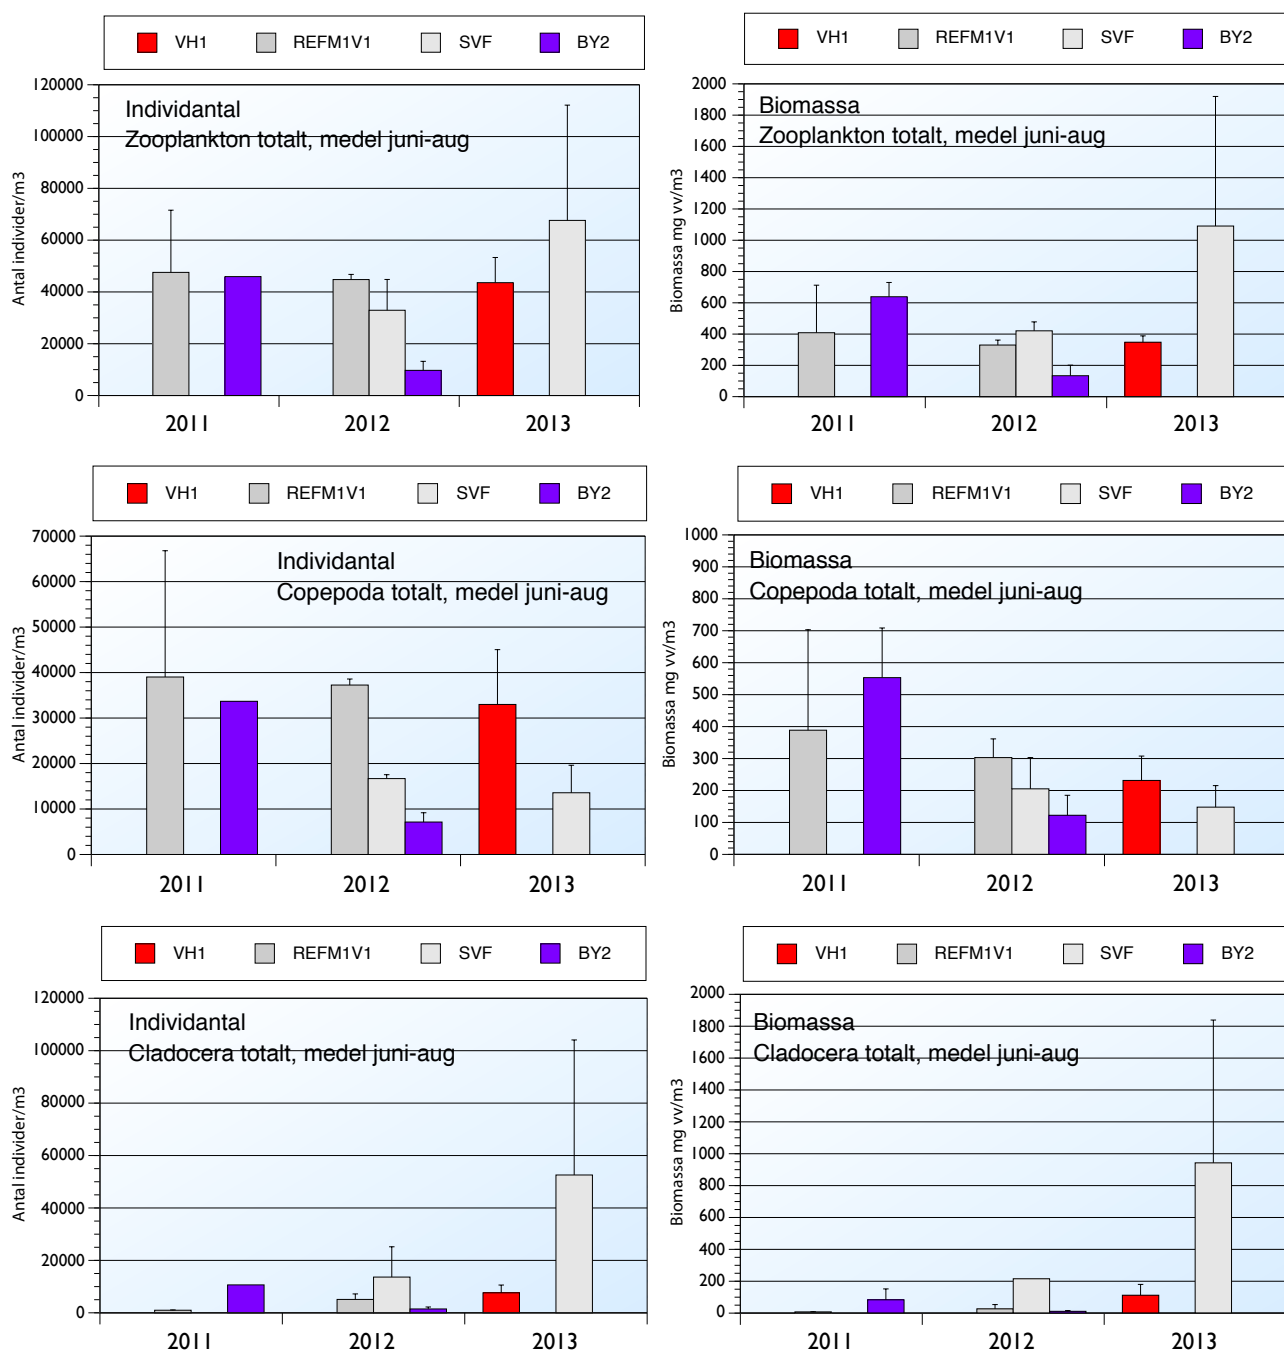 VH1 REFM1V1 SVF BY2
Individantal
Zooplankton totalt, medel juni-aug
Antal individer/m3
120000
100000
80000
60000
40000
20000
0
2011 2012 2013
VH1 REFM1V1 SVF BY2
Biomassa
Zooplankton totalt, medel juni-aug
Biomassa mg vv/m3
2000
1800
1600
1400
1200
1000
800
600
400
200
0
2011 2012 2013
VH1 REFM1V1 SVF BY2
Individantal
Copepoda totalt, medel juni-aug
Antal individer/m3
70000
60000
50000
40000
30000
20000
10000
0
2011 2012 2013
VH1 REFM1V1 SVF BY2
Biomassa
Copepoda totalt, medel juni-aug
Biomassa mg vv/m3
1000
900
800
700
600
500
400
300
200
100
0
2011 2012 2013
VH1 REFM1V1 SVF BY2
Individantal
Cladocera totalt, medel juni-aug
Antal individer/m3
120000
100000
80000
60000
40000
20000
0
2011 2012 2013
VH1 REFM1V1 SVF BY2
Biomassa
Cladocera totalt, medel juni-aug
Biomassa mg vv/m3
2000
1800
1600
1400
1200
1000
800
600
400
200
0
2011 2012 2013